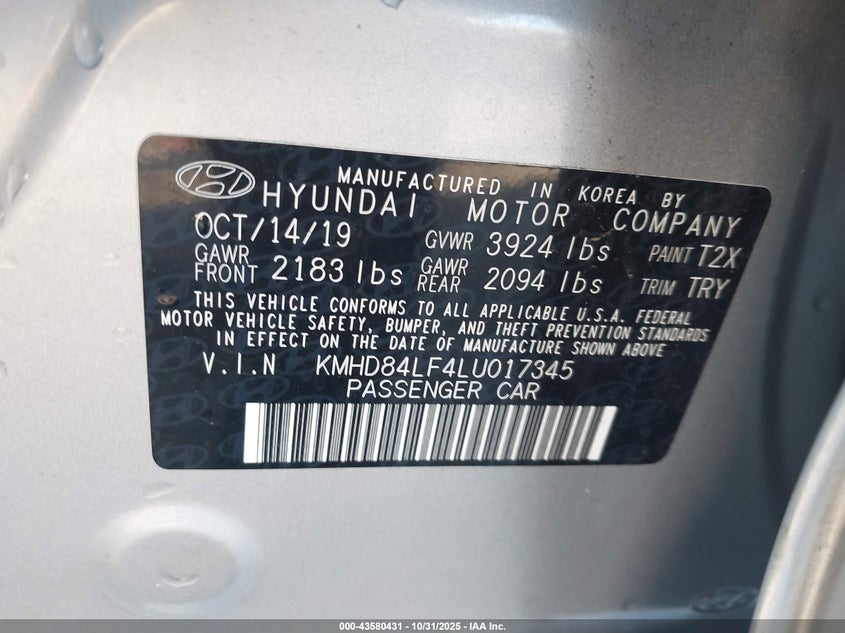 MANUFACTURED IN KOREA BY
HYUNDAI MOTOR COMPANY
OCT/14/19 GVWR 3924 lbs PAINT T2X
GAWR FRONT 2183 lbs GAWR REAR 2094 lbs TRIM TRY
THIS VEHICLE CONFORMS TO ALL APPLICABLE U.S.A. FEDERAL
MOTOR VEHICLE SAFETY, BUMPER, AND THEFT PREVENTION STANDARDS
IN EFFECT ON THE DATE OF MANUFACTURE SHOWN ABOVE
V.I.N KMHD84LF4LU017345
PASSENGER CAR
000-43580431 | 10/31/2025 - IAA Inc.